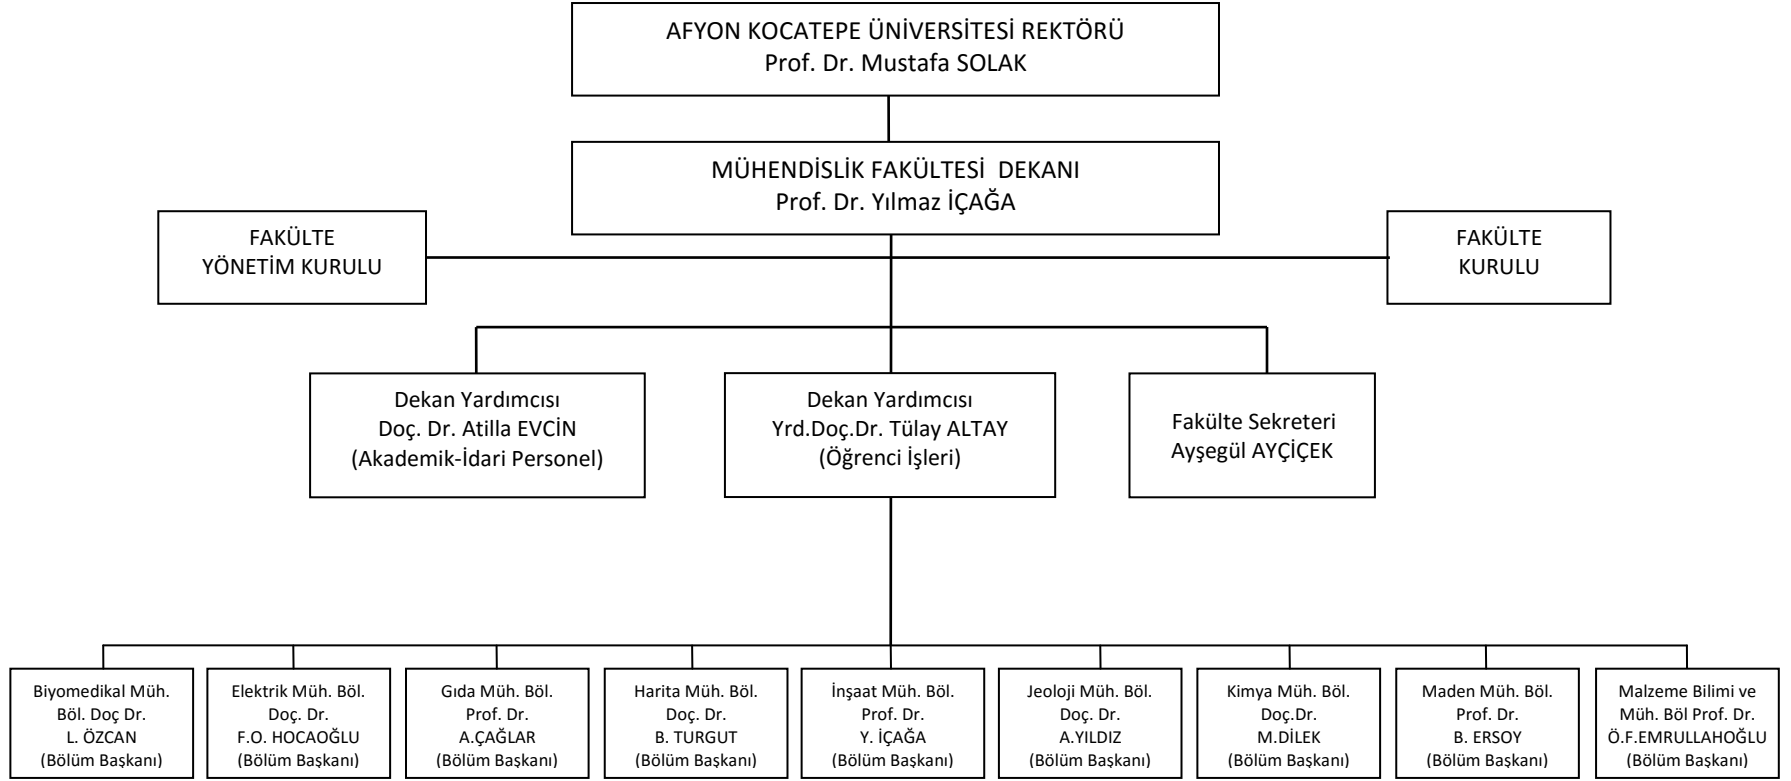 AFYON KOCATEPE ÜNİVERSİTESİ REKTÖRÜ
Prof. Dr. Mustafa SOLAK
MÜHENDİSLİK FAKÜLTESİ  DEKANI
Prof. Dr. Yılmaz İÇAĞA
FAKÜLTE
YÖNETİM KURULU
FAKÜLTE
KURULU
Dekan Yardımcısı
Doç. Dr. Atilla EVCİN
(Akademik-İdari Personel)
Dekan Yardımcısı
Yrd.Doç.Dr. Tülay ALTAY
(Öğrenci İşleri)
Fakülte Sekreteri
Ayşegül AYÇİÇEK
Biyomedikal Müh.
Böl. Doç Dr.
L. ÖZCAN
(Bölüm Başkanı)
Elektrik Müh. Böl.
Doç. Dr.
F.O. HOCAOĞLU
(Bölüm Başkanı)
Gıda Müh. Böl.
Prof. Dr.
A.ÇAĞLAR
(Bölüm Başkanı)
Harita Müh. Böl.
Doç. Dr.
B. TURGUT
(Bölüm Başkanı)
İnşaat Müh. Böl.
Prof. Dr.
Y. İÇAĞA
(Bölüm Başkanı)
Jeoloji Müh. Böl.
Doç. Dr.
A.YILDIZ
(Bölüm Başkanı)
Kimya Müh. Böl.
Doç.Dr.
M.DİLEK
(Bölüm Başkanı)
Maden Müh. Böl.
Prof. Dr.
B. ERSOY
(Bölüm Başkanı)
Malzeme Bilimi ve
Müh. Böl Prof. Dr.
Ö.F.EMRULLAHOĞLU
(Bölüm Başkanı)